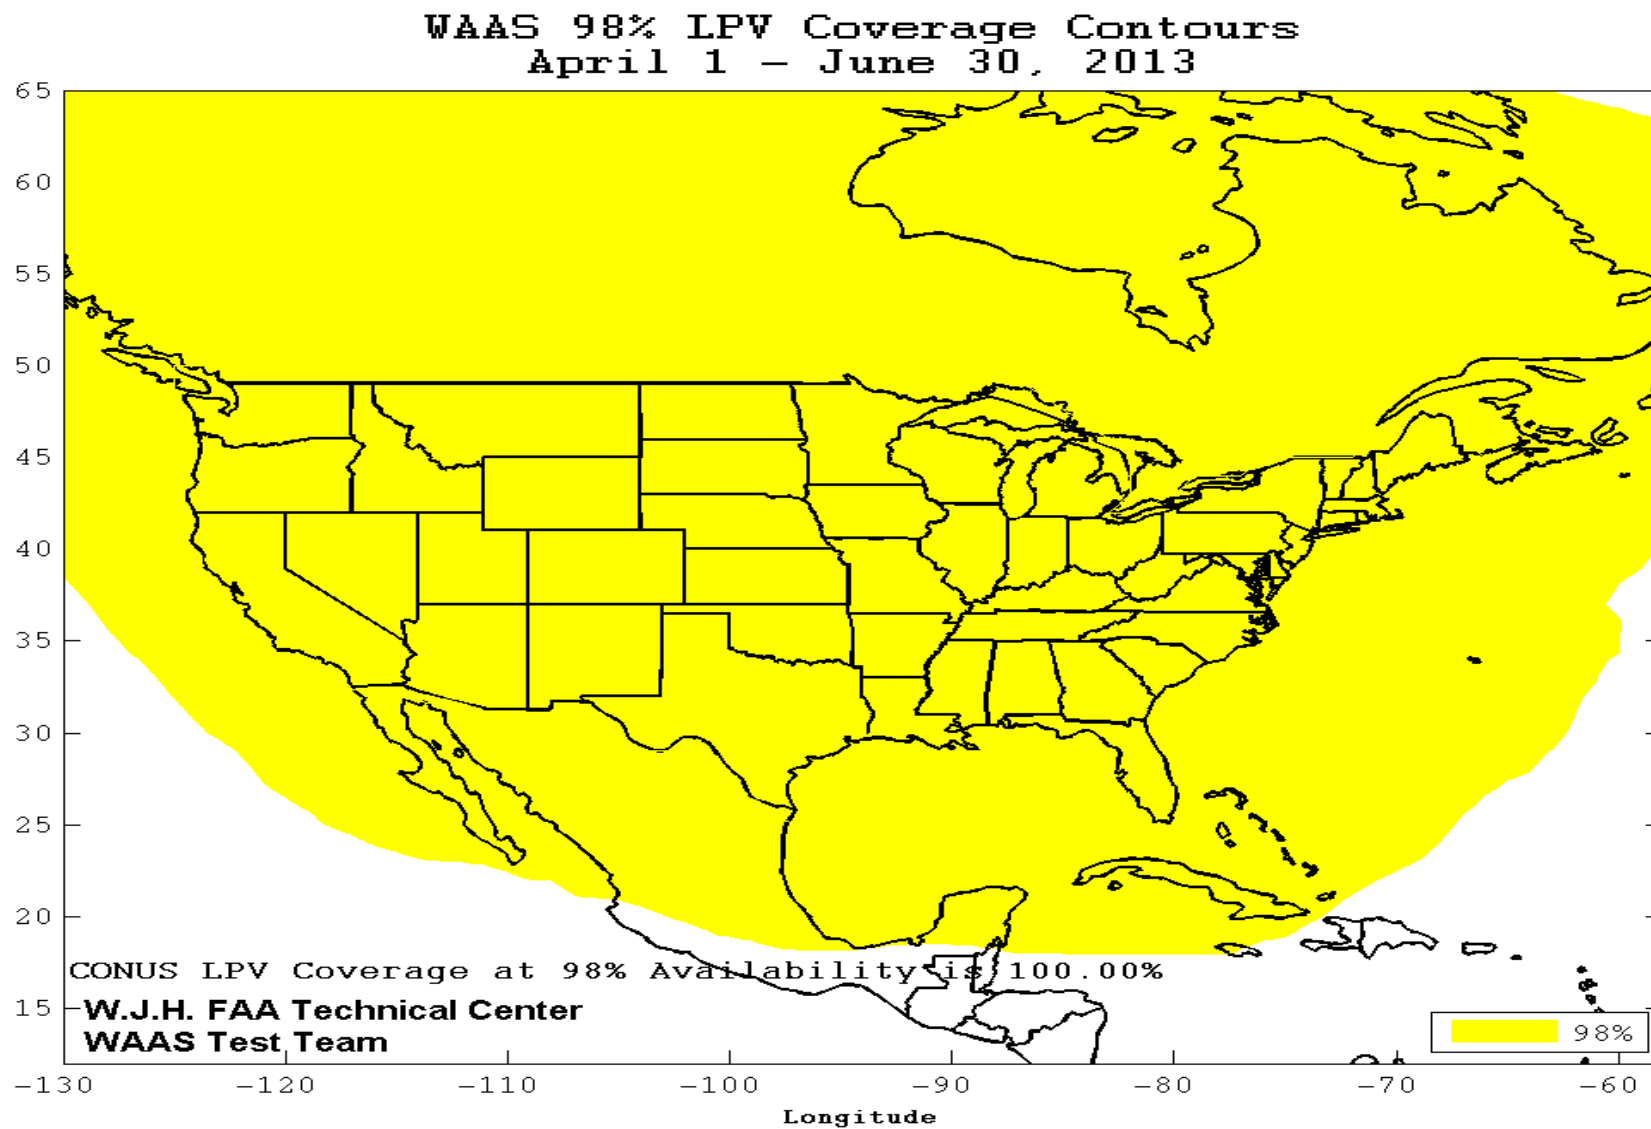 WAAS 98% LPV Coverage Contours
April 1 – June 30, 2013
65
60
55
50
45
40
35
30
25
20
15
CONUS LPV Coverage at 98% Availability is 100.00%
W.J.H. FAA Technical Center
WAAS Test Team
98%
-130 -120 -110 -100 -90 -80 -70 -60
Longitude